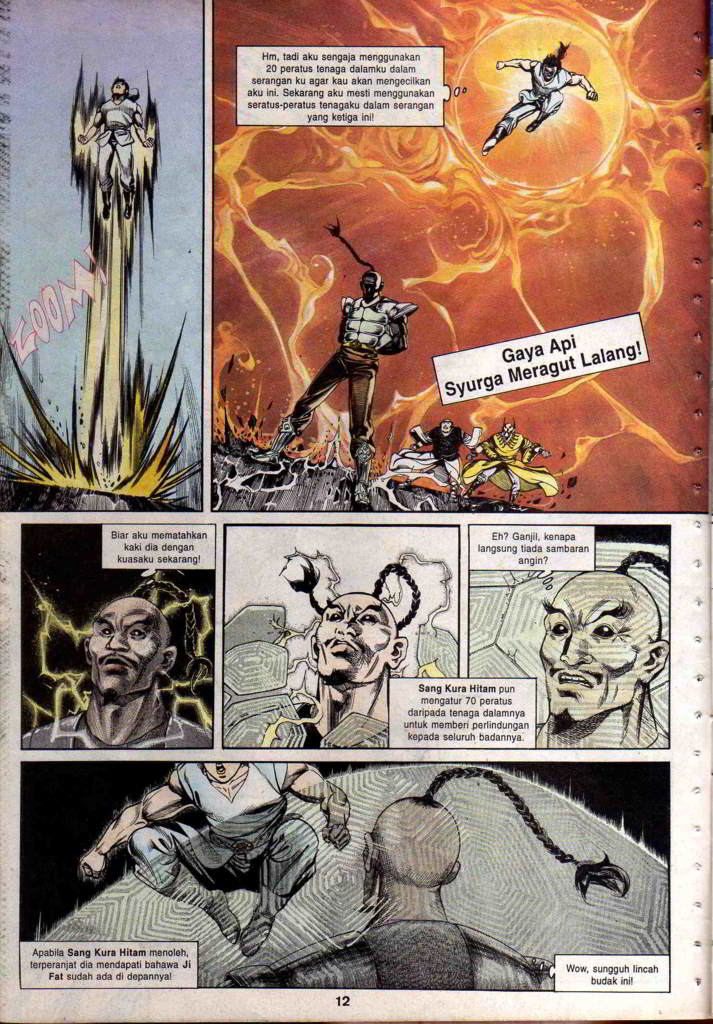 ZOOM!
Hm, tadi aku sengaja menggunakan
20 peratus tenaga dalamku dalam
serangan ku agar kau akan mengecilkan
aku ini. Sekarang aku mesti menggunakan
seratus-peratus tenagaku dalam serangan
yang ketiga ini!
Gaya Api
Syurga Meragut Lalang!
Biar aku mematahkan
kaki dia dengan
kuasaku sekarang!
Sang Kura Hitam pun
mengatur 70 peratus
daripada tenaga dalamnya
untuk memberi perlindungan
kepada seluruh badannya.
Eh? Ganjil, kenapa
langsung tiada sambaran
angin?
Apabila Sang Kura Hitam menoleh,
terperanjat dia mendapati bahawa Ji
Fat sudah ada di depannya!
Wow, sungguh lincah
budak ini!
12